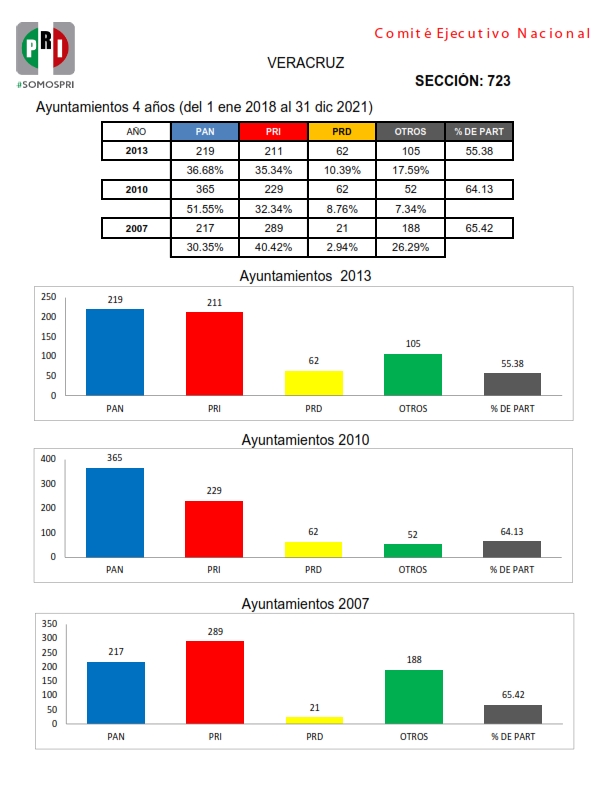 Comité Ejecutivo Nacional
PRI
#SOMOSPRI
VERACRUZ
SECCIÓN: 723
Ayuntamientos 4 años (del 1 ene 2018 al 31 dic 2021)
AÑO PAN PRI PRD OTROS % DE PART
2013 219 211 62 105 55.38
36.68% 35.34% 10.39% 17.59%
2010 365 229 62 52 64.13
51.55% 32.34% 8.76% 7.34%
2007 217 289 21 188 65.42
30.35% 40.42% 2.94% 26.29%
Ayuntamientos 2013
250
200
150
100
50
0
219 211 62 105 55.38
PAN PRI PRD OTROS % DE PART
Ayuntamientos 2010
400
300
200
100
0
365 229 62 52 64.13
PAN PRI PRD OTROS % DE PART
Ayuntamientos 2007
350
300
250
200
150
100
50
0
217 289 21 188 65.42
PAN PRI PRD OTROS % DE PART